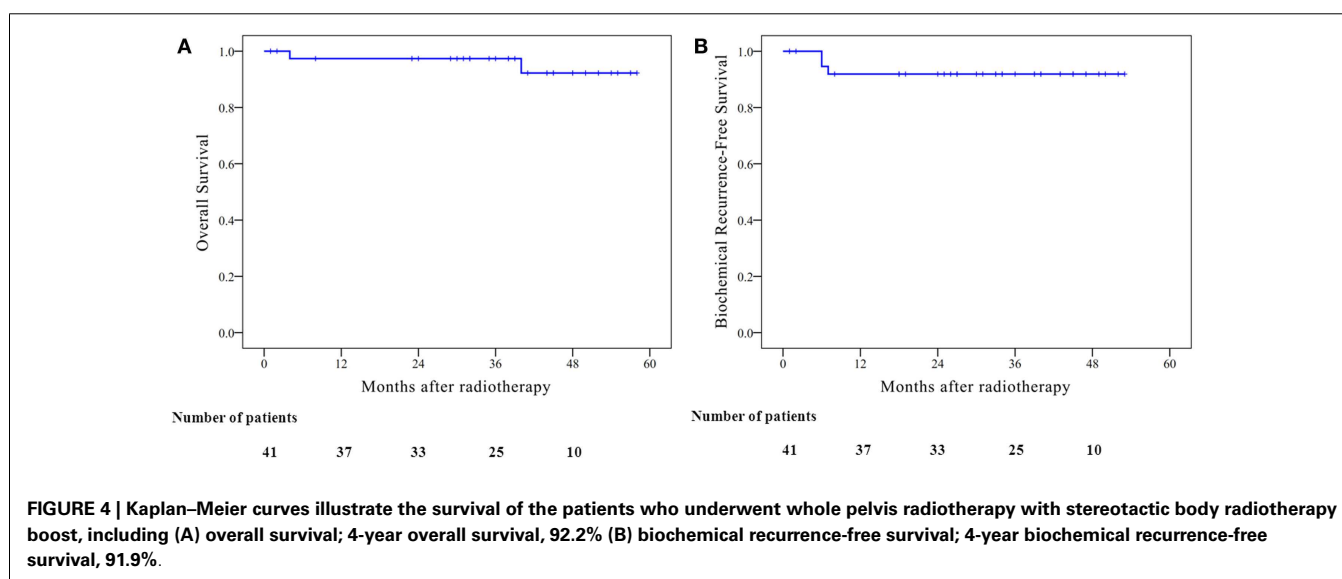 A
1.0
0.8
0.6
0.4
0.2
0.0
Overall Survival
0 12 24 36 48 60
Months after radiotherapy
Number of patients
41 37 33 25 10
B
1.0
0.8
0.6
0.4
0.2
0.0
Biochemical Recurrence-Free Survival
0 12 24 36 48 60
Months after radiotherapy
Number of patients
41 37 33 25 10
FIGURE 4 | Kaplan–Meier curves illustrate the survival of the patients who underwent whole pelvis radiotherapy with stereotactic body radiotherapy
boost, including (A) overall survival; 4-year overall survival, 92.2% (B) biochemical recurrence-free survival; 4-year biochemical recurrence-free
survival, 91.9%.